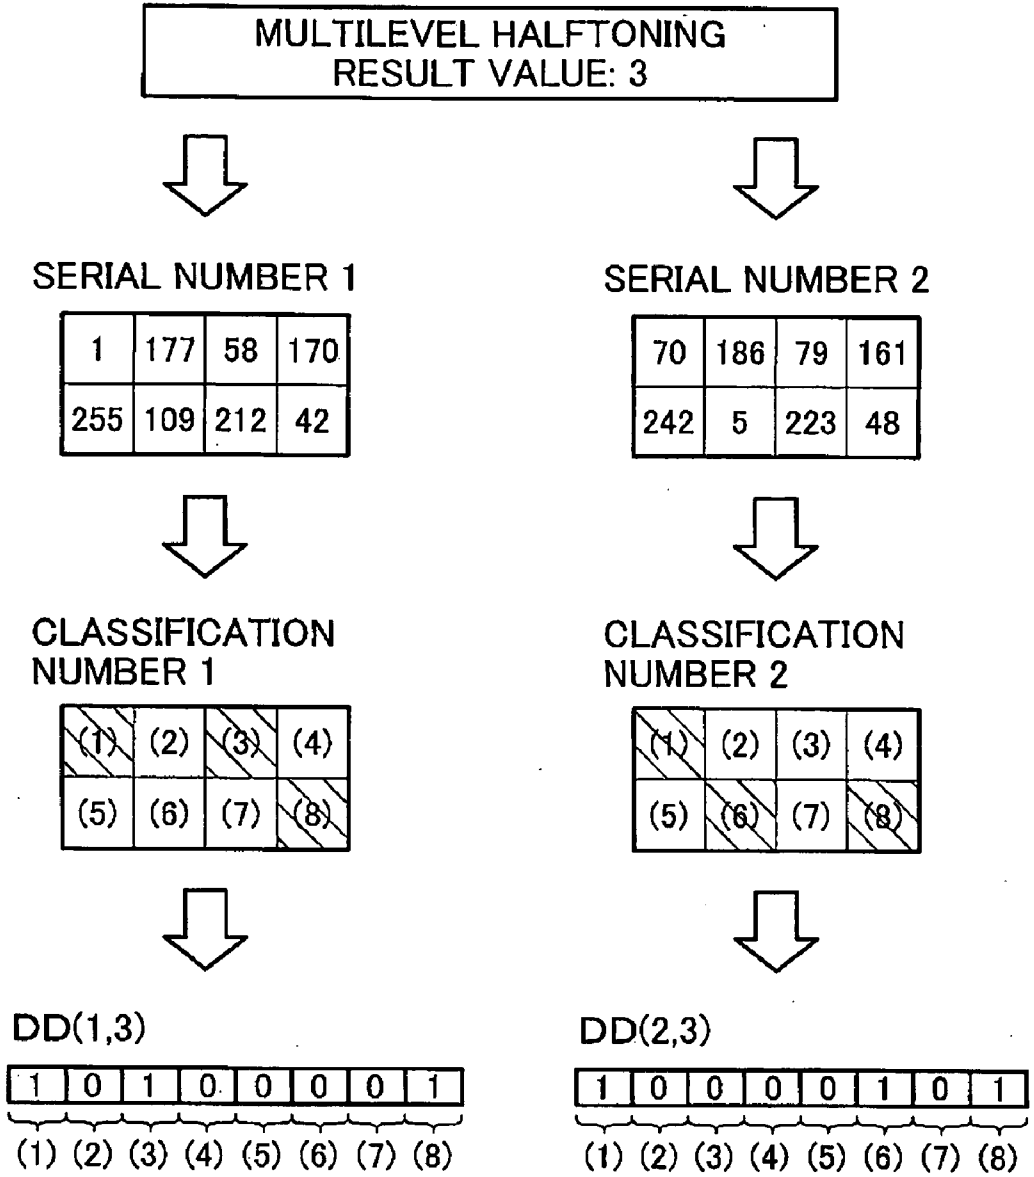 MULTILEVEL HALFTONING
RESULT VALUE: 3
SERIAL NUMBER 1
1 177 58 170
255 109 212 42
CLASSIFICATION
NUMBER 1
(1) (2) (3) (4)
(5) (6) (7) (8)
DD(1,3)
1 0 1 0 0 0 0 1
(1) (2) (3) (4) (5) (6) (7) (8)
SERIAL NUMBER 2
70 186 79 161
242 5 223 48
CLASSIFICATION
NUMBER 2
(1) (2) (3) (4)
(5) (6) (7) (8)
DD(2,3)
1 0 0 0 0 1 0 1
(1) (2) (3) (4) (5) (6) (7) (8)